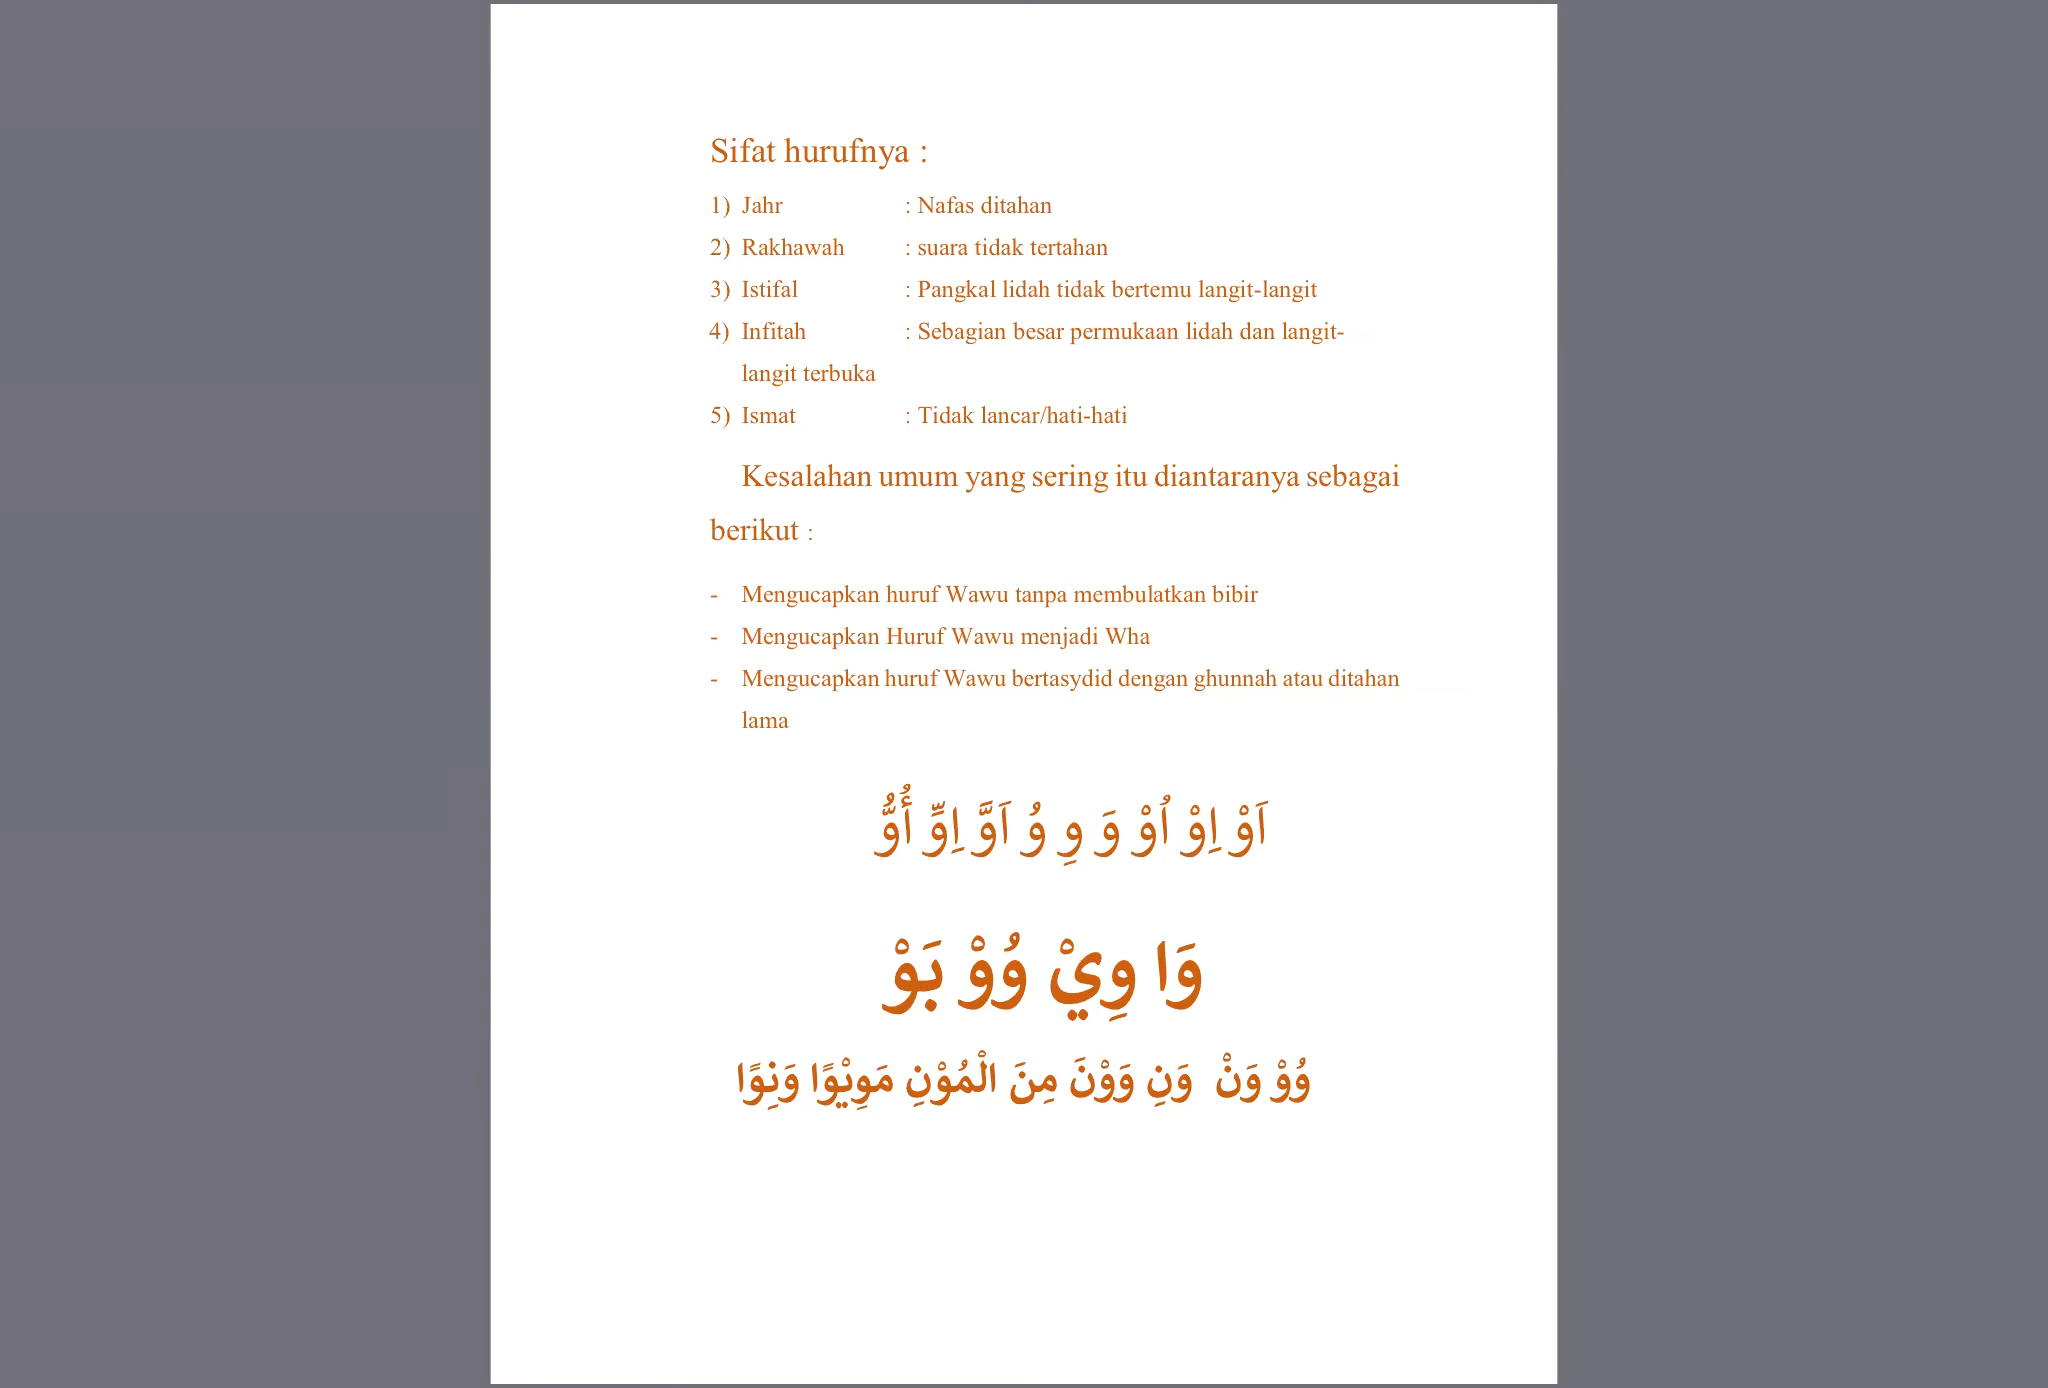 Sifat hurufnya :
1) Jahr : Nafas ditahan
2) Rakhawah : suara tidak tertahan
3) Istifal : Pangkal lidah tidak bertemu langit-langit
4) Infitah : Sebagian besar permukaan lidah dan langit-
langit terbuka
5) Ismat : Tidak lancar/hati-hati
Kesalahan umum yang sering itu diantaranya sebagai
berikut :
- Mengucapkan huruf Wawu tanpa membulatkan bibir
- Mengucapkan Huruf Wawu menjadi Wha
- Mengucapkan huruf Wawu bertasydid dengan ghunnah atau ditahan
lama
اَوْ اِوْ اُوْ وَ وِ وُ اَوَّ اِوِّ أُوُّ
وَا وِيْ وُوْ بَوْ
وُوْ وَنْ وَنِ وَوْنَ مِنَ الْمُوْنِ مَوِيْوًا وَنِوًا